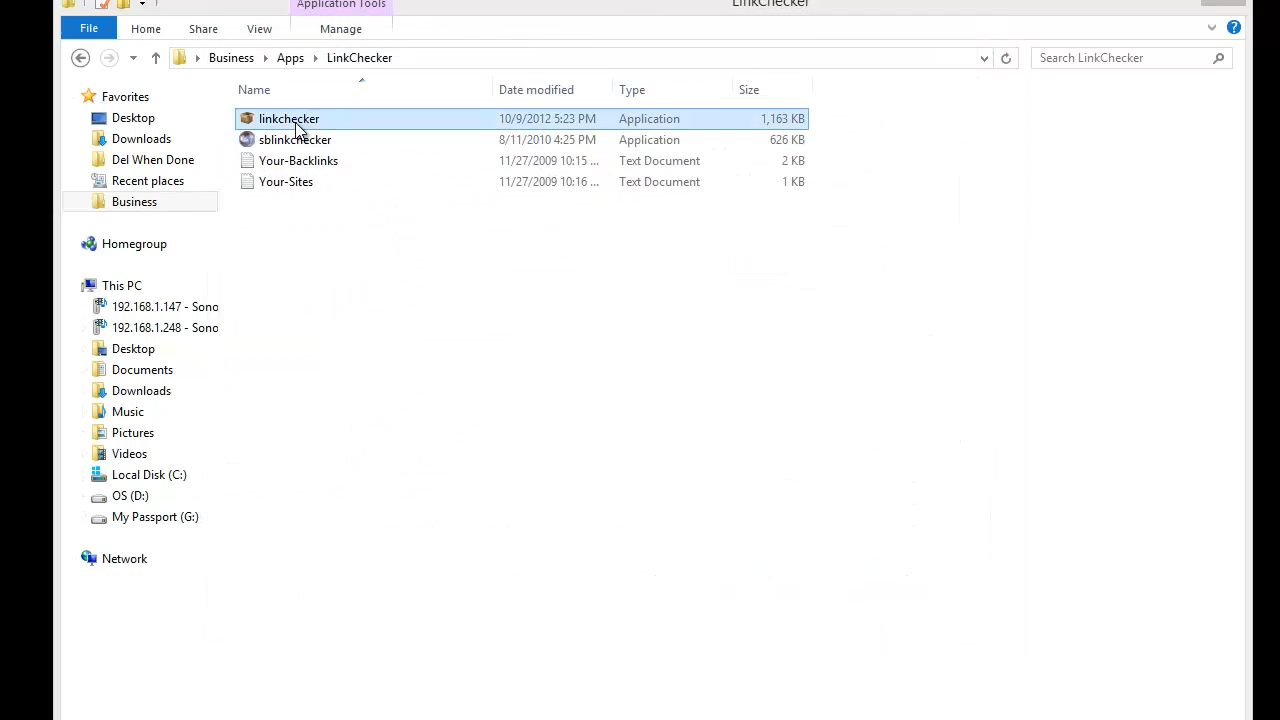 Application Tools
LinkChecker
File Home Share View Manage
Business Apps LinkChecker
Search LinkChecker
Name Date modified Type Size
linkchecker 10/9/2012 5:23 PM Application 1,163 KB
sblinkchecker 8/11/2010 4:25 PM Application 626 KB
Your-Backlinks 11/27/2009 10:15 ... Text Document 2 KB
Your-Sites 11/27/2009 10:16 ... Text Document 1 KB
Favorites
Desktop
Downloads
Del When Done
Recent places
Business
Homegroup
This PC
192.168.1.147 - Sono
192.168.1.248 - Sono
Desktop
Documents
Downloads
Music
Pictures
Videos
Local Disk (C:)
OS (D:)
My Passport (G:)
Network